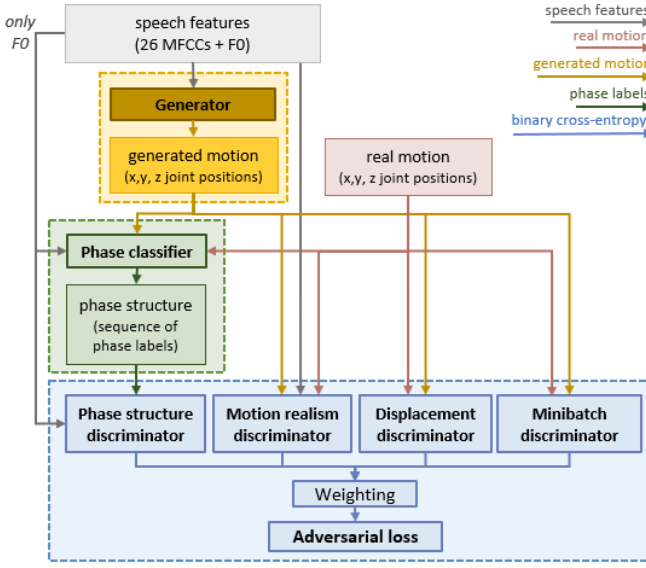 only
F0
speech features
(26 MFCCs + F0)
speech features
real motion
generated motion
phase labels
binary cross-entropy
Generator
generated motion
(x,y, z joint positions)
real motion
(x,y, z joint positions)
Phase classifier
phase structure
(sequence of
phase labels)
Phase structure
discriminator
Motion realism
discriminator
Displacement
discriminator
Minibatch
discriminator
Weighting
Adversarial loss